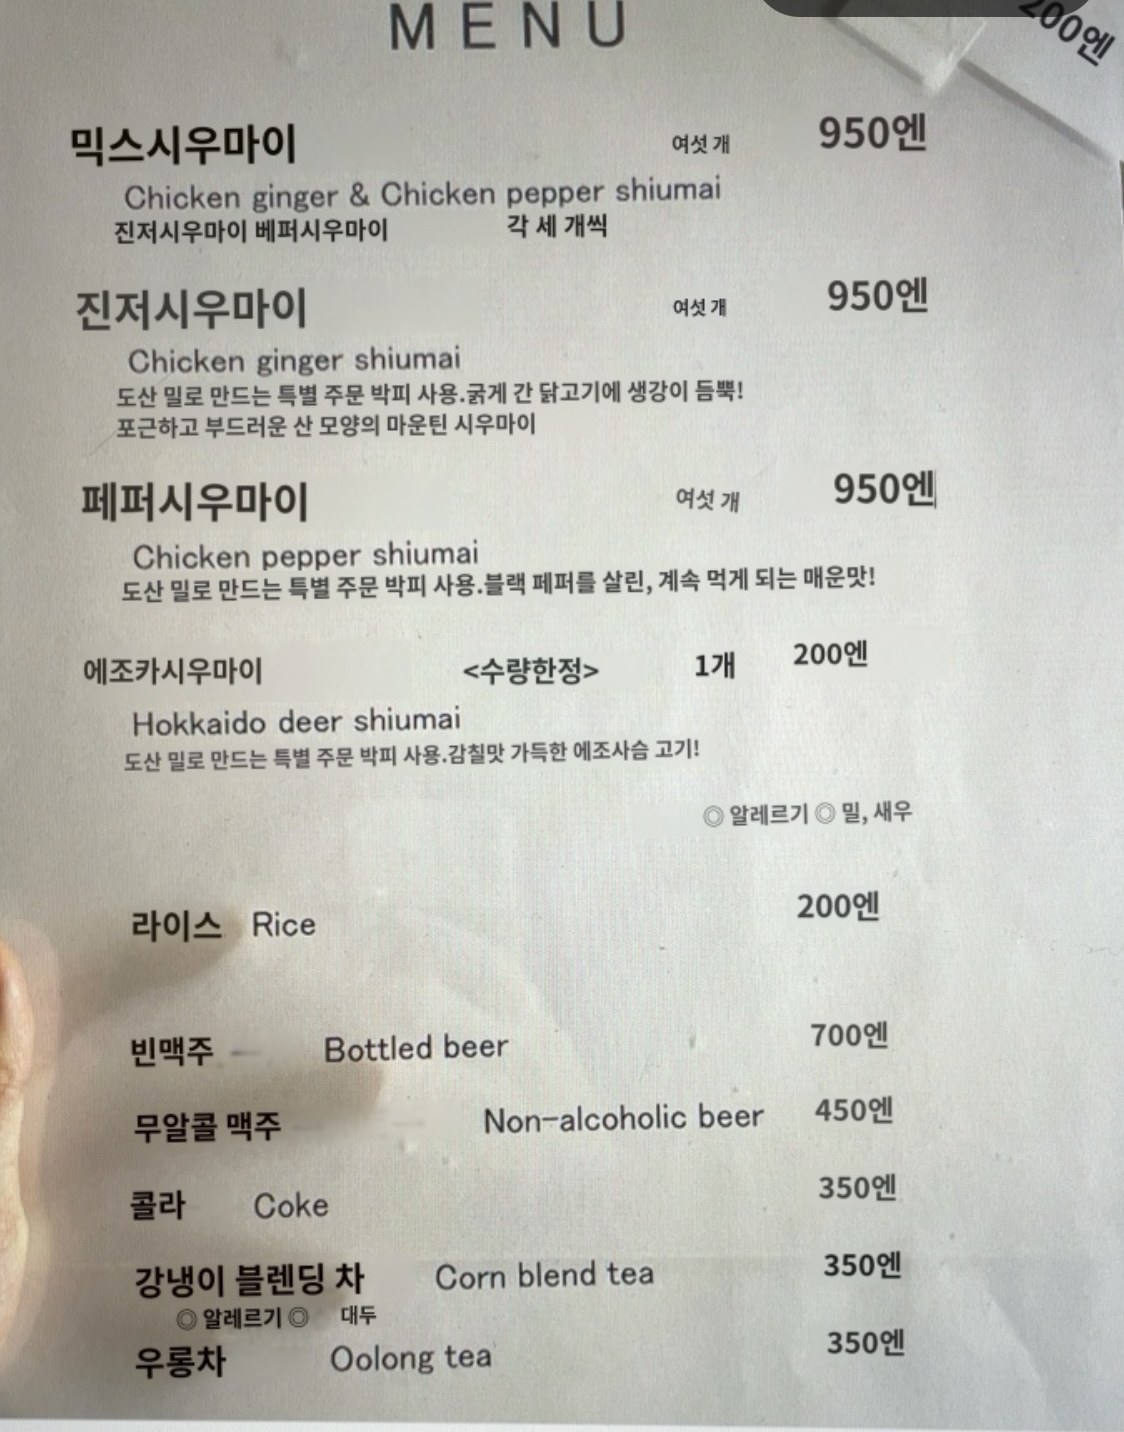 MENU
200엔
믹스시우마이 여섯 개 950엔
Chicken ginger & Chicken pepper shiumai
진저시우마이 베퍼시우마이 각 세 개씩
진저시우마이 여섯 개 950엔
Chicken ginger shiumai
도산 밀로 만드는 특별 주문 박피 사용.굵게 간 닭고기에 생강이 듬뿍!
포근하고 부드러운 산 모양의 마운틴 시우마이
페퍼시우마이 여섯 개 950엔
Chicken pepper shiumai
도산 밀로 만드는 특별 주문 박피 사용.블랙 페퍼를 살린, 계속 먹게 되는 매운맛!
에조카시우마이 <수량한정> 1개 200엔
Hokkaido deer shiumai
도산 밀로 만드는 특별 주문 박피 사용.감칠맛 가득한 에조사슴 고기!
◎ 알레르기 ◎ 밀, 새우
라이스 Rice 200엔
빈맥주 Bottled beer 700엔
무알콜 맥주 Non-alcoholic beer 450엔
콜라 Coke 350엔
강냉이 블렌딩 차 Corn blend tea 350엔
◎ 알레르기 ◎ 대두
우롱차 Oolong tea 350엔